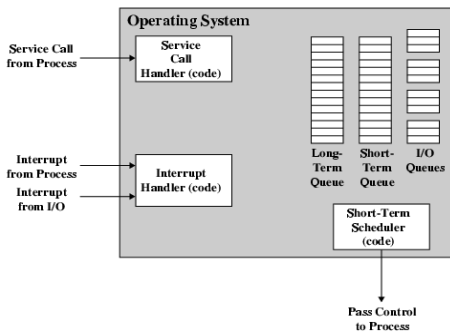 Operating System
Service Call
from Process
Service
Call
Handler (code)
Interrupt
from Process
Interrupt
from I/O
Interrupt
Handler (code)
Long-
Term
Queue
Short-
Term
Queue
I/O
Queues
Short-Term
Scheduler
(code)
Pass Control
to Process